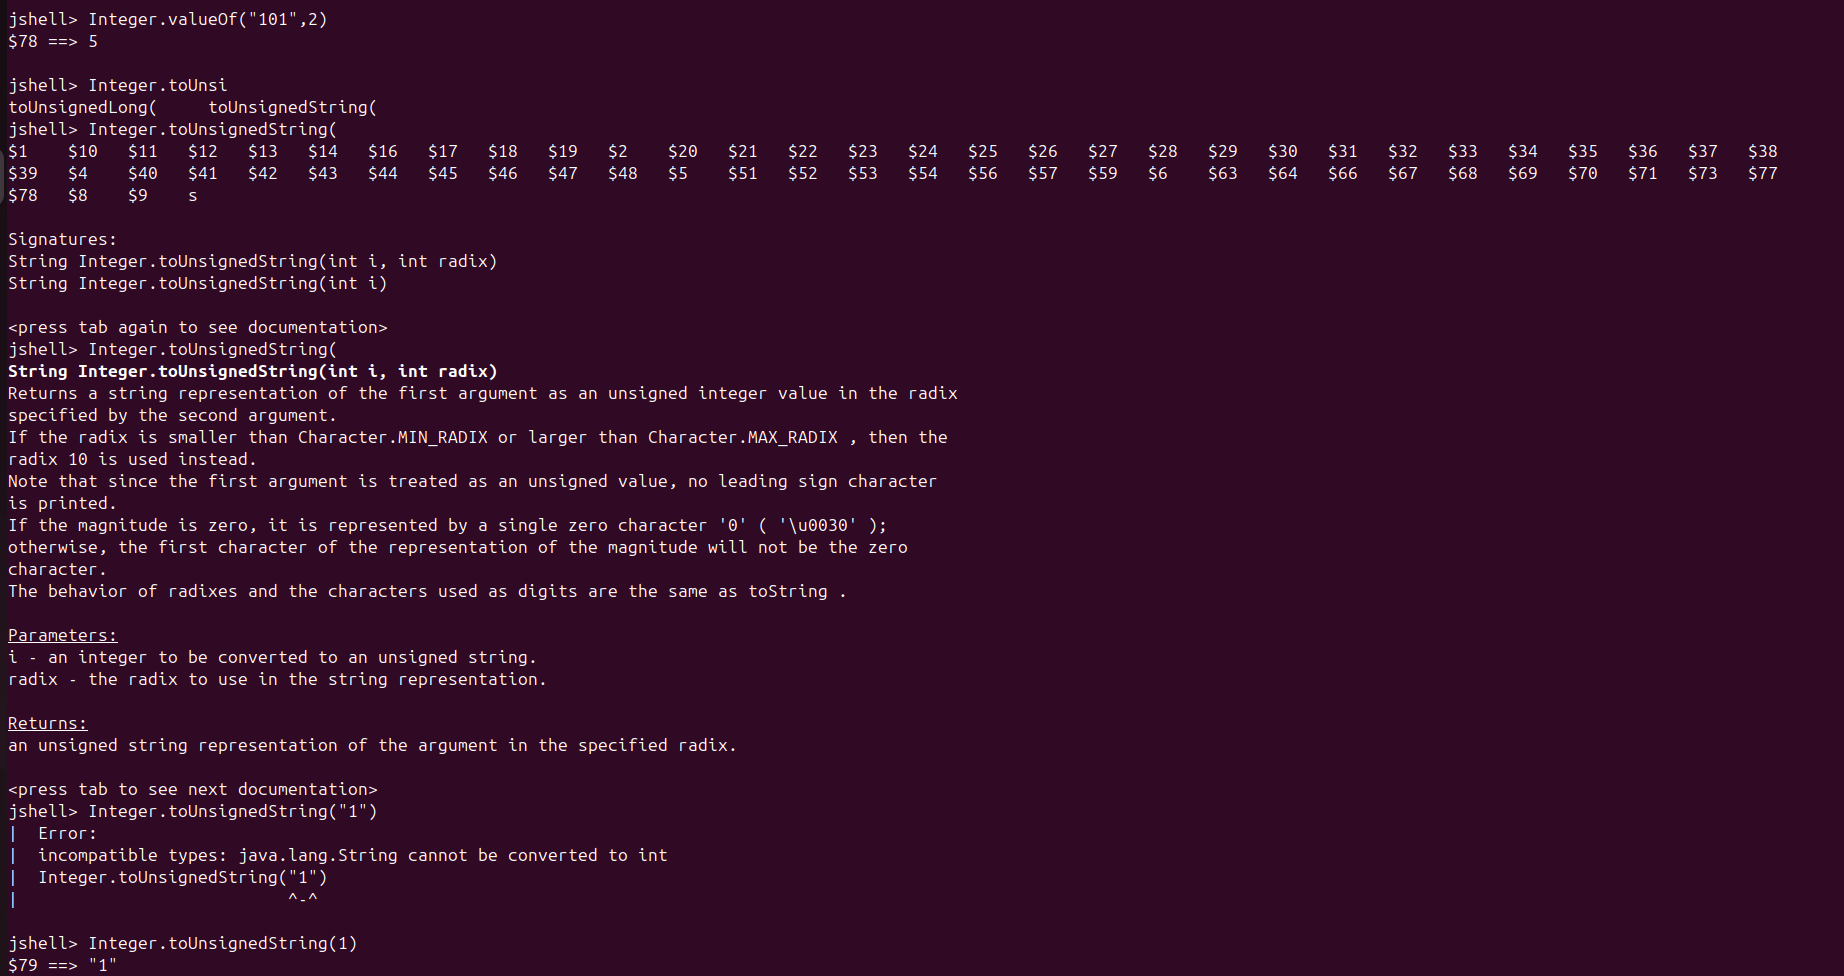 jshell> Integer.valueOf("101",2)
$78 ==> 5
jshell> Integer.toUnsi
toUnsignedLong(     toUnsignedString(
jshell> Integer.toUnsignedString(
$1    $10   $11   $12   $13   $14   $16   $17   $18   $19   $2    $20   $21   $22   $23   $24   $25   $26   $27   $28   $29   $30   $31   $32   $33   $34   $35   $36   $37   $38
$39   $4    $40   $41   $42   $43   $44   $45   $46   $47   $48   $5    $51   $52   $53   $54   $56   $57   $59   $6    $63   $64   $66   $67   $68   $69   $70   $71   $73   $77
$78   $8    $9    s
Signatures:
String Integer.toUnsignedString(int i, int radix)
String Integer.toUnsignedString(int i)
<press tab again to see documentation>
jshell> Integer.toUnsignedString(
String Integer.toUnsignedString(int i, int radix)
Returns a string representation of the first argument as an unsigned integer value in the radix
specified by the second argument.
If the radix is smaller than Character.MIN_RADIX or larger than Character.MAX_RADIX , then the
radix 10 is used instead.
Note that since the first argument is treated as an unsigned value, no leading sign character
is printed.
If the magnitude is zero, it is represented by a single zero character '0' ( '\u0030' );
otherwise, the first character of the representation of the magnitude will not be the zero
character.
The behavior of radixes and the characters used as digits are the same as toString .
Parameters:
i - an integer to be converted to an unsigned string.
radix - the radix to use in the string representation.
Returns:
an unsigned string representation of the argument in the specified radix.
<press tab to see next documentation>
jshell> Integer.toUnsignedString("1")
|  Error:
|  incompatible types: java.lang.String cannot be converted to int
|  Integer.toUnsignedString("1")
|                           ^-^
jshell> Integer.toUnsignedString(1)
$79 ==> "1"